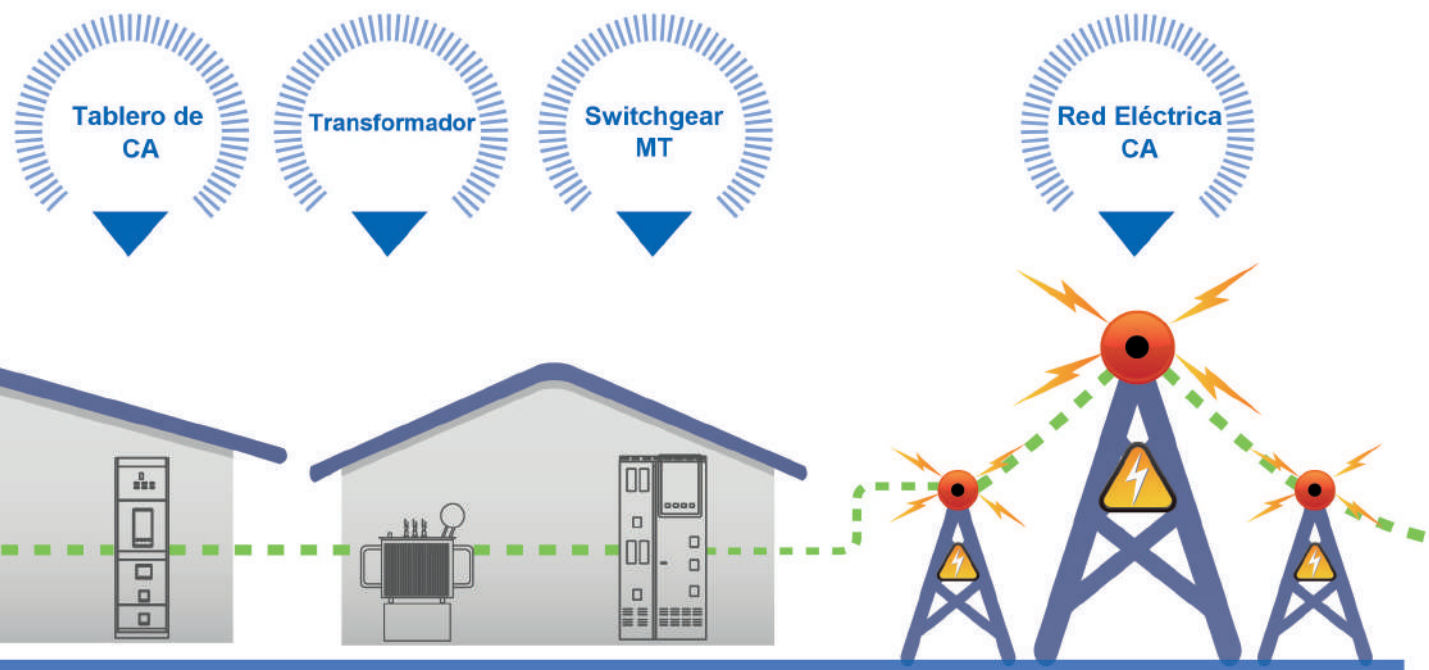 Tablero de
CA
Transformador
Switchgear
MT
Red Eléctrica
CA